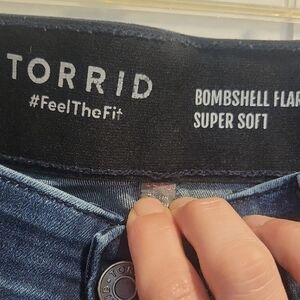 TORRID
#FeelTheFit
BOMBSHELL FLAR
SUPER SOFT